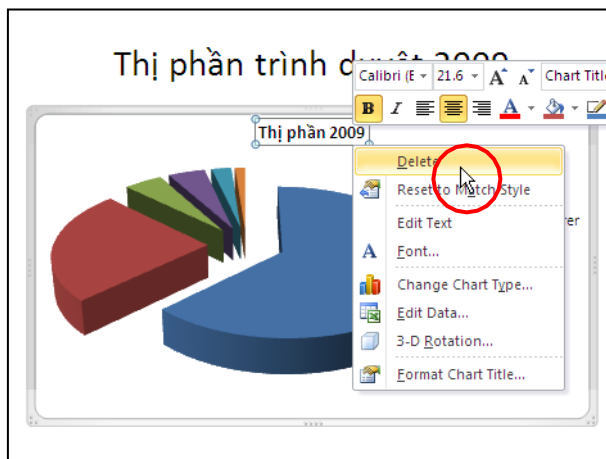 Thị phần trình duyệt 2009
Calibri (E 21.6 A A Chart Title
B I A
Thị phần 2009
Delete
Reset to Match Style
Edit Text
rer
A Font...
Change Chart Type...
Edit Data...
3-D Rotation...
Format Chart Title...